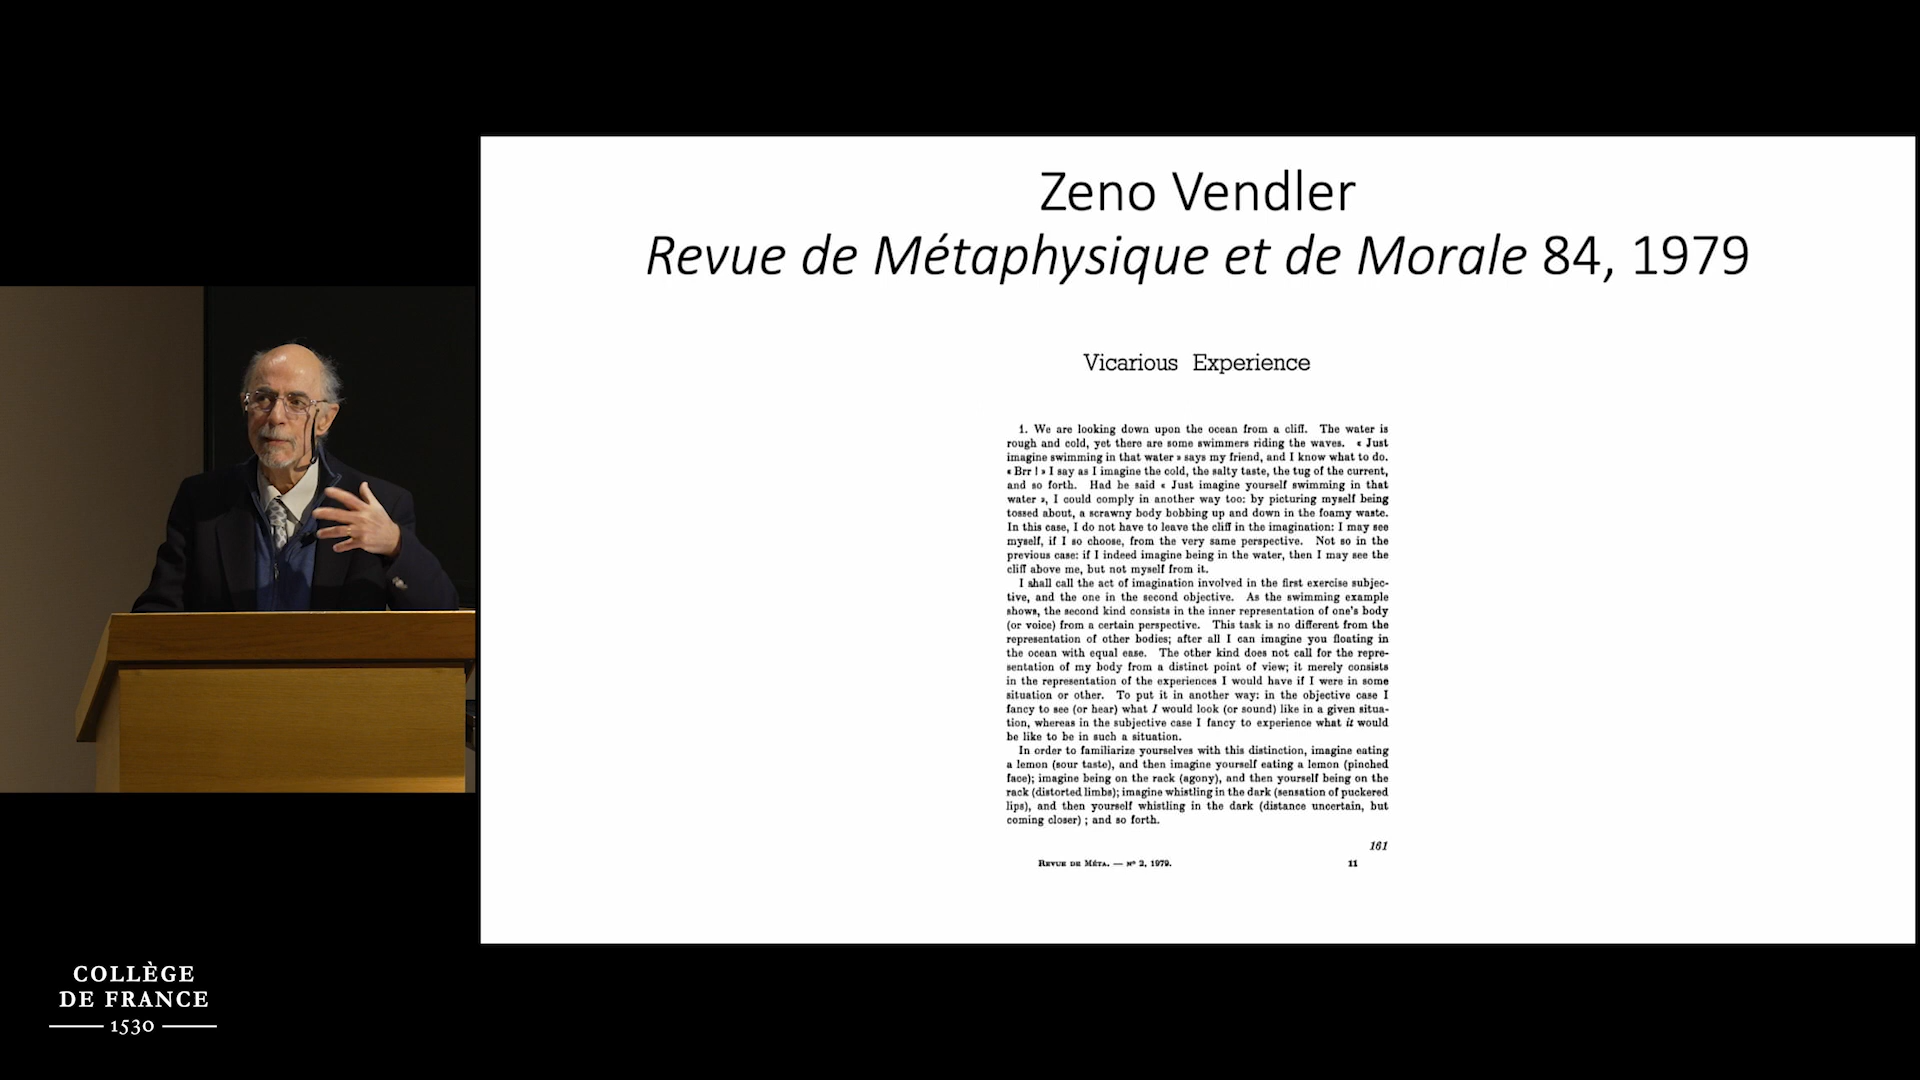 Zeno Vendler
Revue de Métaphysique et de Morale 84, 1979
Vicarious Experience
1. We are looking down upon the ocean from a cliff. The water is
rough and cold, yet there are some swimmers riding the waves. « Just
imagine swimming in that water » says my friend, and I know what to do.
« Brr ! » I say as I imagine the cold, the salty taste, the tug of the current,
and so forth. Had he said « Just imagine yourself swimming in that
water », I could comply in another way too: by picturing myself being
tossed about, a scrawny body bobbing up and down in the foamy waste.
In this case, I do not have to leave the cliff in the imagination: I may see
myself, if I so choose, from the very same perspective. Not so in the
previous case: if I indeed imagine being in the water, then I may see the
cliff above me, but not myself from it.
I shall call the act of imagination involved in the first exercise subjec-
tive, and the one in the second objective. As the swimming example
shows, the second kind consists in the inner representation of one's body
(or voice) from a certain perspective. This task is no different from the
representation of other bodies; after all I can imagine you floating in
the ocean with equal ease. The other kind does not call for the repre-
sentation of my body from a distinct point of view; it merely consists
in the representation of the experiences I would have if I were in some
situation or other. To put it in another way: in the objective case I
fancy to see (or hear) what I would look (or sound) like in a given situa-
tion, whereas in the subjective case I fancy to experience what it would
be like to be in such a situation.
In order to familiarize yourselves with this distinction, imagine eating
a lemon (sour taste), and then imagine yourself eating a lemon (pinched
face); imagine being on the rack (agony), and then yourself being on the
rack (distorted limbs); imagine whistling in the dark (sensation of puckered
lips), and then yourself whistling in the dark (distance uncertain, but
coming closer) ; and so forth.
161
REVUE DE MÉTA. — Nº 2, 1979. 11
COLLÈGE
DE FRANCE
1530